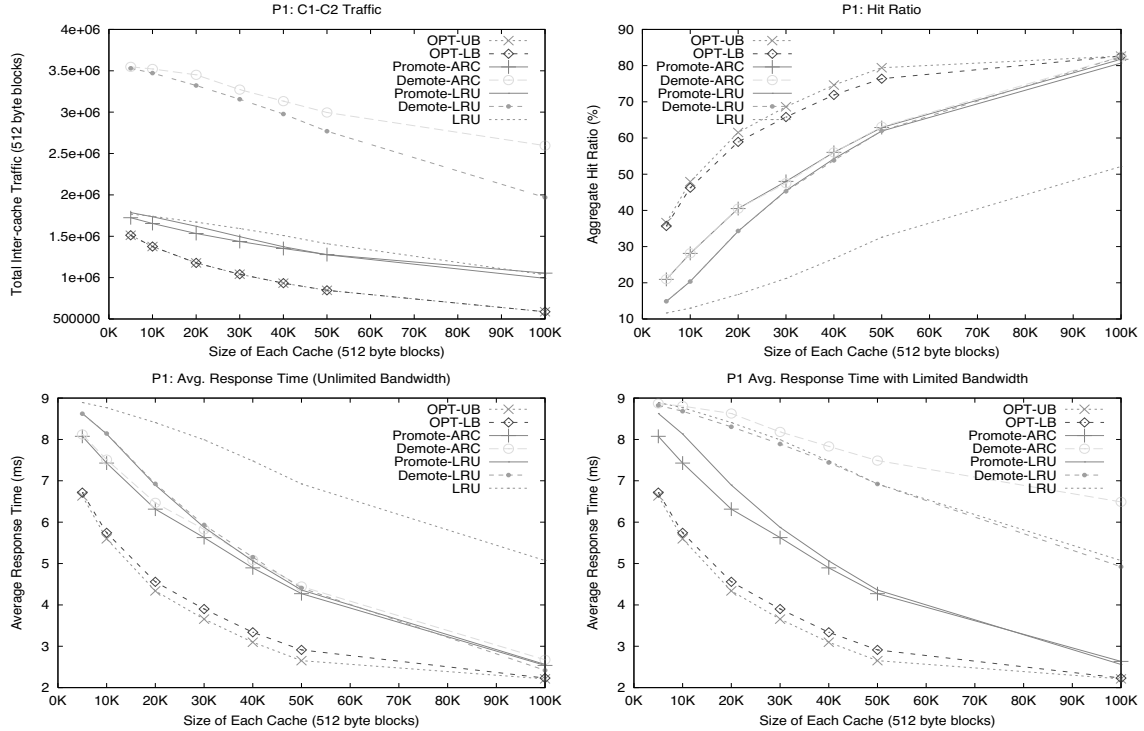 P1: C1-C2 Traffic
Total Inter-cache Traffic (512 byte blocks)
4e+06
3.5e+06
3e+06
2.5e+06
2e+06
1.5e+06
1e+06
500000
0K 10K 20K 30K 40K 50K 60K 70K 80K 90K 100K
Size of Each Cache (512 byte blocks)
OPT-UB
OPT-LB
Promote-ARC
Demote-ARC
Promote-LRU
Demote-LRU
LRU
P1: Hit Ratio
Aggregate Hit Ratio (%)
90
80
70
60
50
40
30
20
10
0K 10K 20K 30K 40K 50K 60K 70K 80K 90K 100K
Size of Each Cache (512 byte blocks)
OPT-UB
OPT-LB
Promote-ARC
Demote-ARC
Promote-LRU
Demote-LRU
LRU
P1: Avg. Response Time (Unlimited Bandwidth)
Average Response Time (ms)
9
8
7
6
5
4
3
2
0K 10K 20K 30K 40K 50K 60K 70K 80K 90K 100K
Size of Each Cache (512 byte blocks)
OPT-UB
OPT-LB
Promote-ARC
Demote-ARC
Promote-LRU
Demote-LRU
LRU
P1 Avg. Response Time with Limited Bandwidth
Average Response Time (ms)
9
8
7
6
5
4
3
2
0K 10K 20K 30K 40K 50K 60K 70K 80K 90K 100K
Size of Each Cache (512 byte blocks)
OPT-UB
OPT-LB
Promote-ARC
Demote-ARC
Promote-LRU
Demote-LRU
LRU